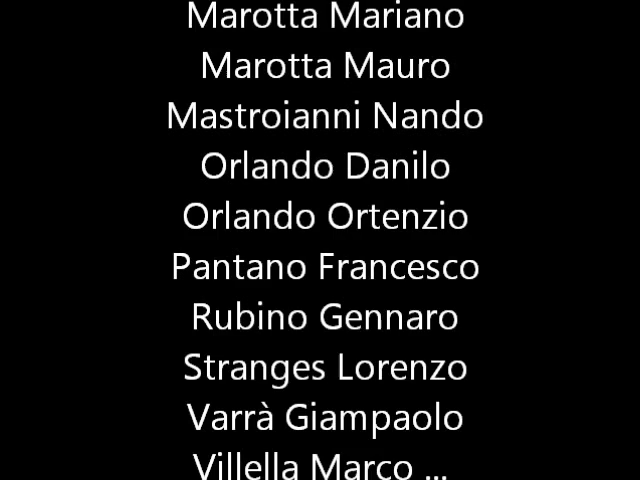 Marotta Mariano
Marotta Mauro
Mastroianni Nando
Orlando Danilo
Orlando Ortenzio
Pantano Francesco
Rubino Gennaro
Stranges Lorenzo
Varrà Giampaolo
Villella Marco ...